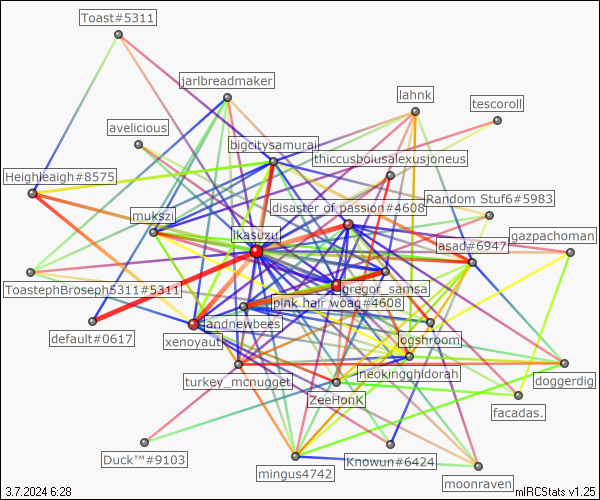 Toast#5311
jarlbreadmaker
lahnk
tescoroll
avelicious
bigcitysamurai
thiccusboiusalexusjoneus
Heighleaigh#8575
Random Stuf6#5983
mukszi
disaster of passion#4608
ikasuzu
asad#6947
gazpachoman
ToastephBroseph5311#5311
gregor_samsa
pink hair woag#4608
andnewbees
default#0617
xenoyaut
ogshroom
neokingghidorah
turkey_mcnugget
doggerdig
ZeeHonK
facadas.
Duck™#9103
Knowun#6424
mingus4742
moonraven
3.7.2024 6:28
mIRCStats v1.25